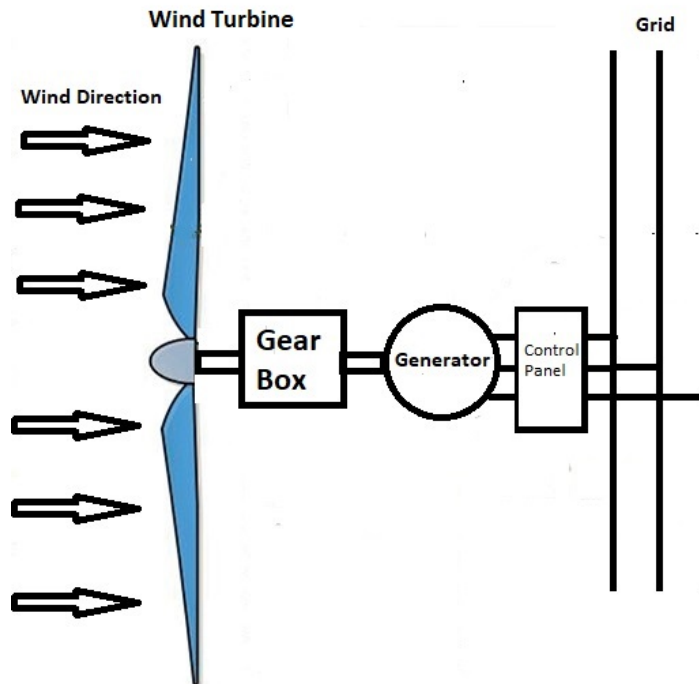 Wind Turbine
Grid
Wind Direction
Gear
Box
Generator
Control
Panel